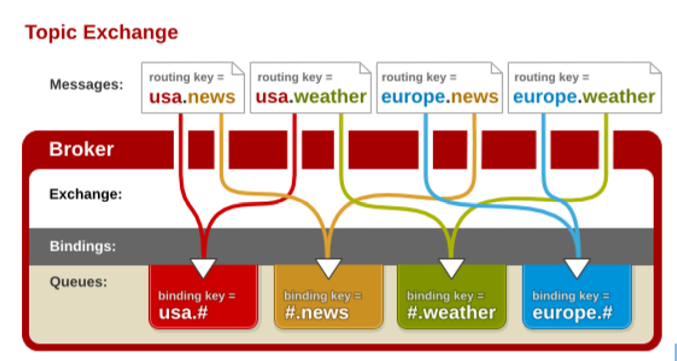 Topic Exchange
Messages:
routing key =
usa.news
routing key =
usa.weather
routing key =
europe.news
routing key =
europe.weather
Broker
Exchange:
Bindings:
Queues:
binding key =
usa.#
binding key =
#.news
binding key =
#.weather
binding key =
europe.#